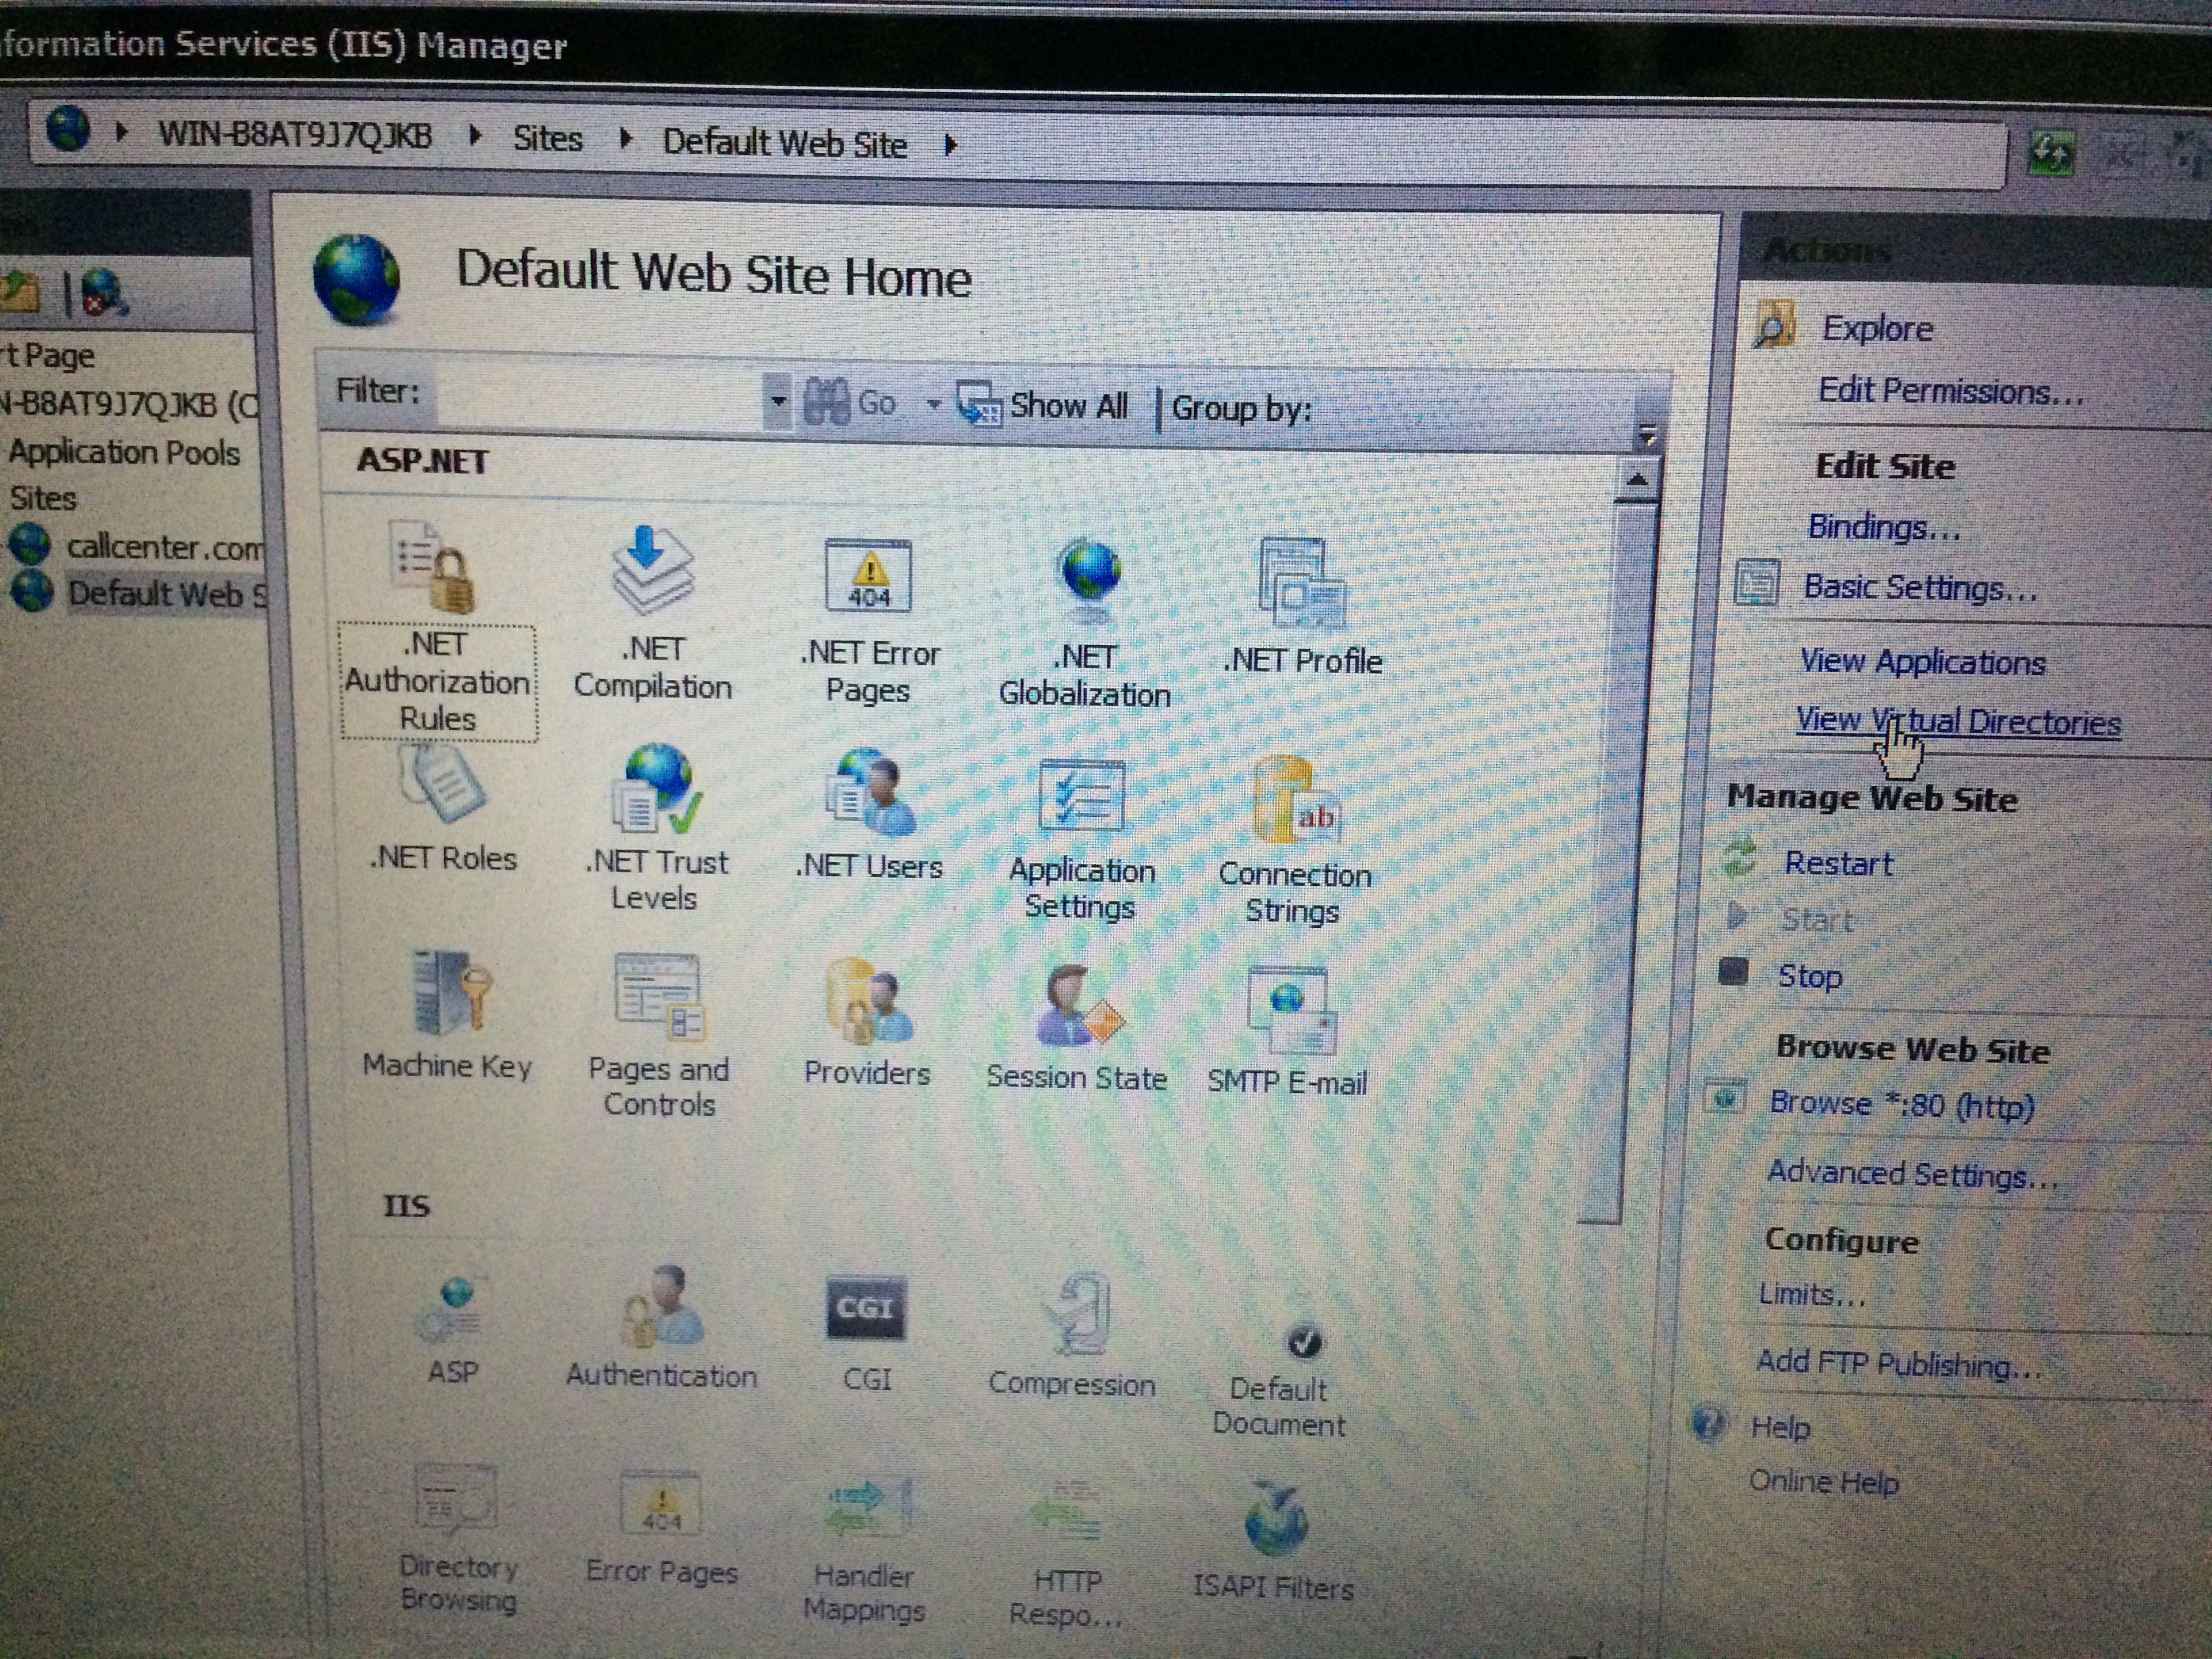 formation Services (IIS) Manager
WIN-B8AT9J7QJKB Sites Default Web Site
t Page
-B8AT9J7QJKB (C
Application Pools
Sites
callcenter.com
Default Web S
Default Web Site Home
Filter: Go Show All Group by:
ASP.NET
.NET
Authorization
Rules
.NET
Compilation
404
.NET Error
Pages
.NET
Globalization
.NET Profile
.NET Roles
.NET Trust
Levels
.NET Users
Application
Settings
ab
Connection
Strings
Machine Key
Pages and
Controls
Providers
Session State
SMTP E-mail
IIS
ASP
Authentication
CGI
CGI
Compression
Default
Document
Directory
Browsing
404
Error Pages
Handler
Mappings
HTTP
Respo...
ISAPI Filters
Actions
Explore
Edit Permissions...
Edit Site
Bindings...
Basic Settings...
View Applications
View Virtual Directories
Manage Web Site
Restart
Start
Stop
Browse Web Site
Browse *:80 (http)
Advanced Settings...
Configure
Limits...
Add FTP Publishing...
Help
Online Help